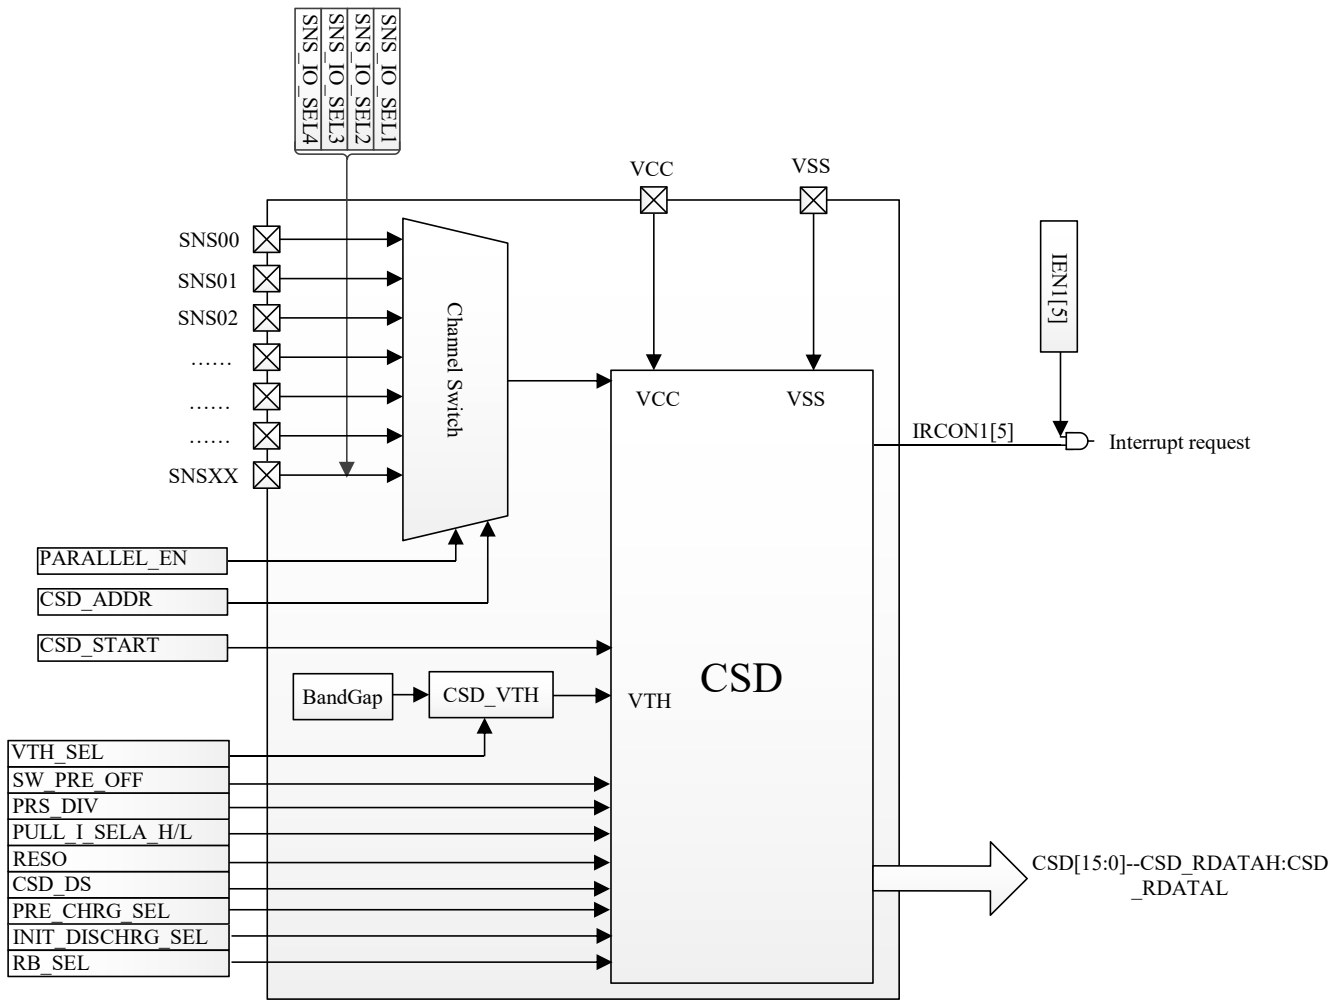 SNS_IO_SEL4
SNS_IO_SEL3
SNS_IO_SEL2
SNS_IO_SEL1
VCC
VSS
SNS00
SNS01
SNS02
......
......
......
SNSXX
Channel Switch
IEN1[5]
VCC
VSS
IRCON1[5]
Interrupt request
PARALLEL_EN
CSD_ADDR
CSD_START
BandGap
CSD_VTH
VTH
CSD
VTH_SEL
SW_PRE_OFF
PRS_DIV
PULL_I_SELA_H/L
RESO
CSD_DS
PRE_CHRG_SEL
INIT_DISCHRG_SEL
RB_SEL
CSD[15:0]--CSD_RDATAH:CSD
_RDATAL